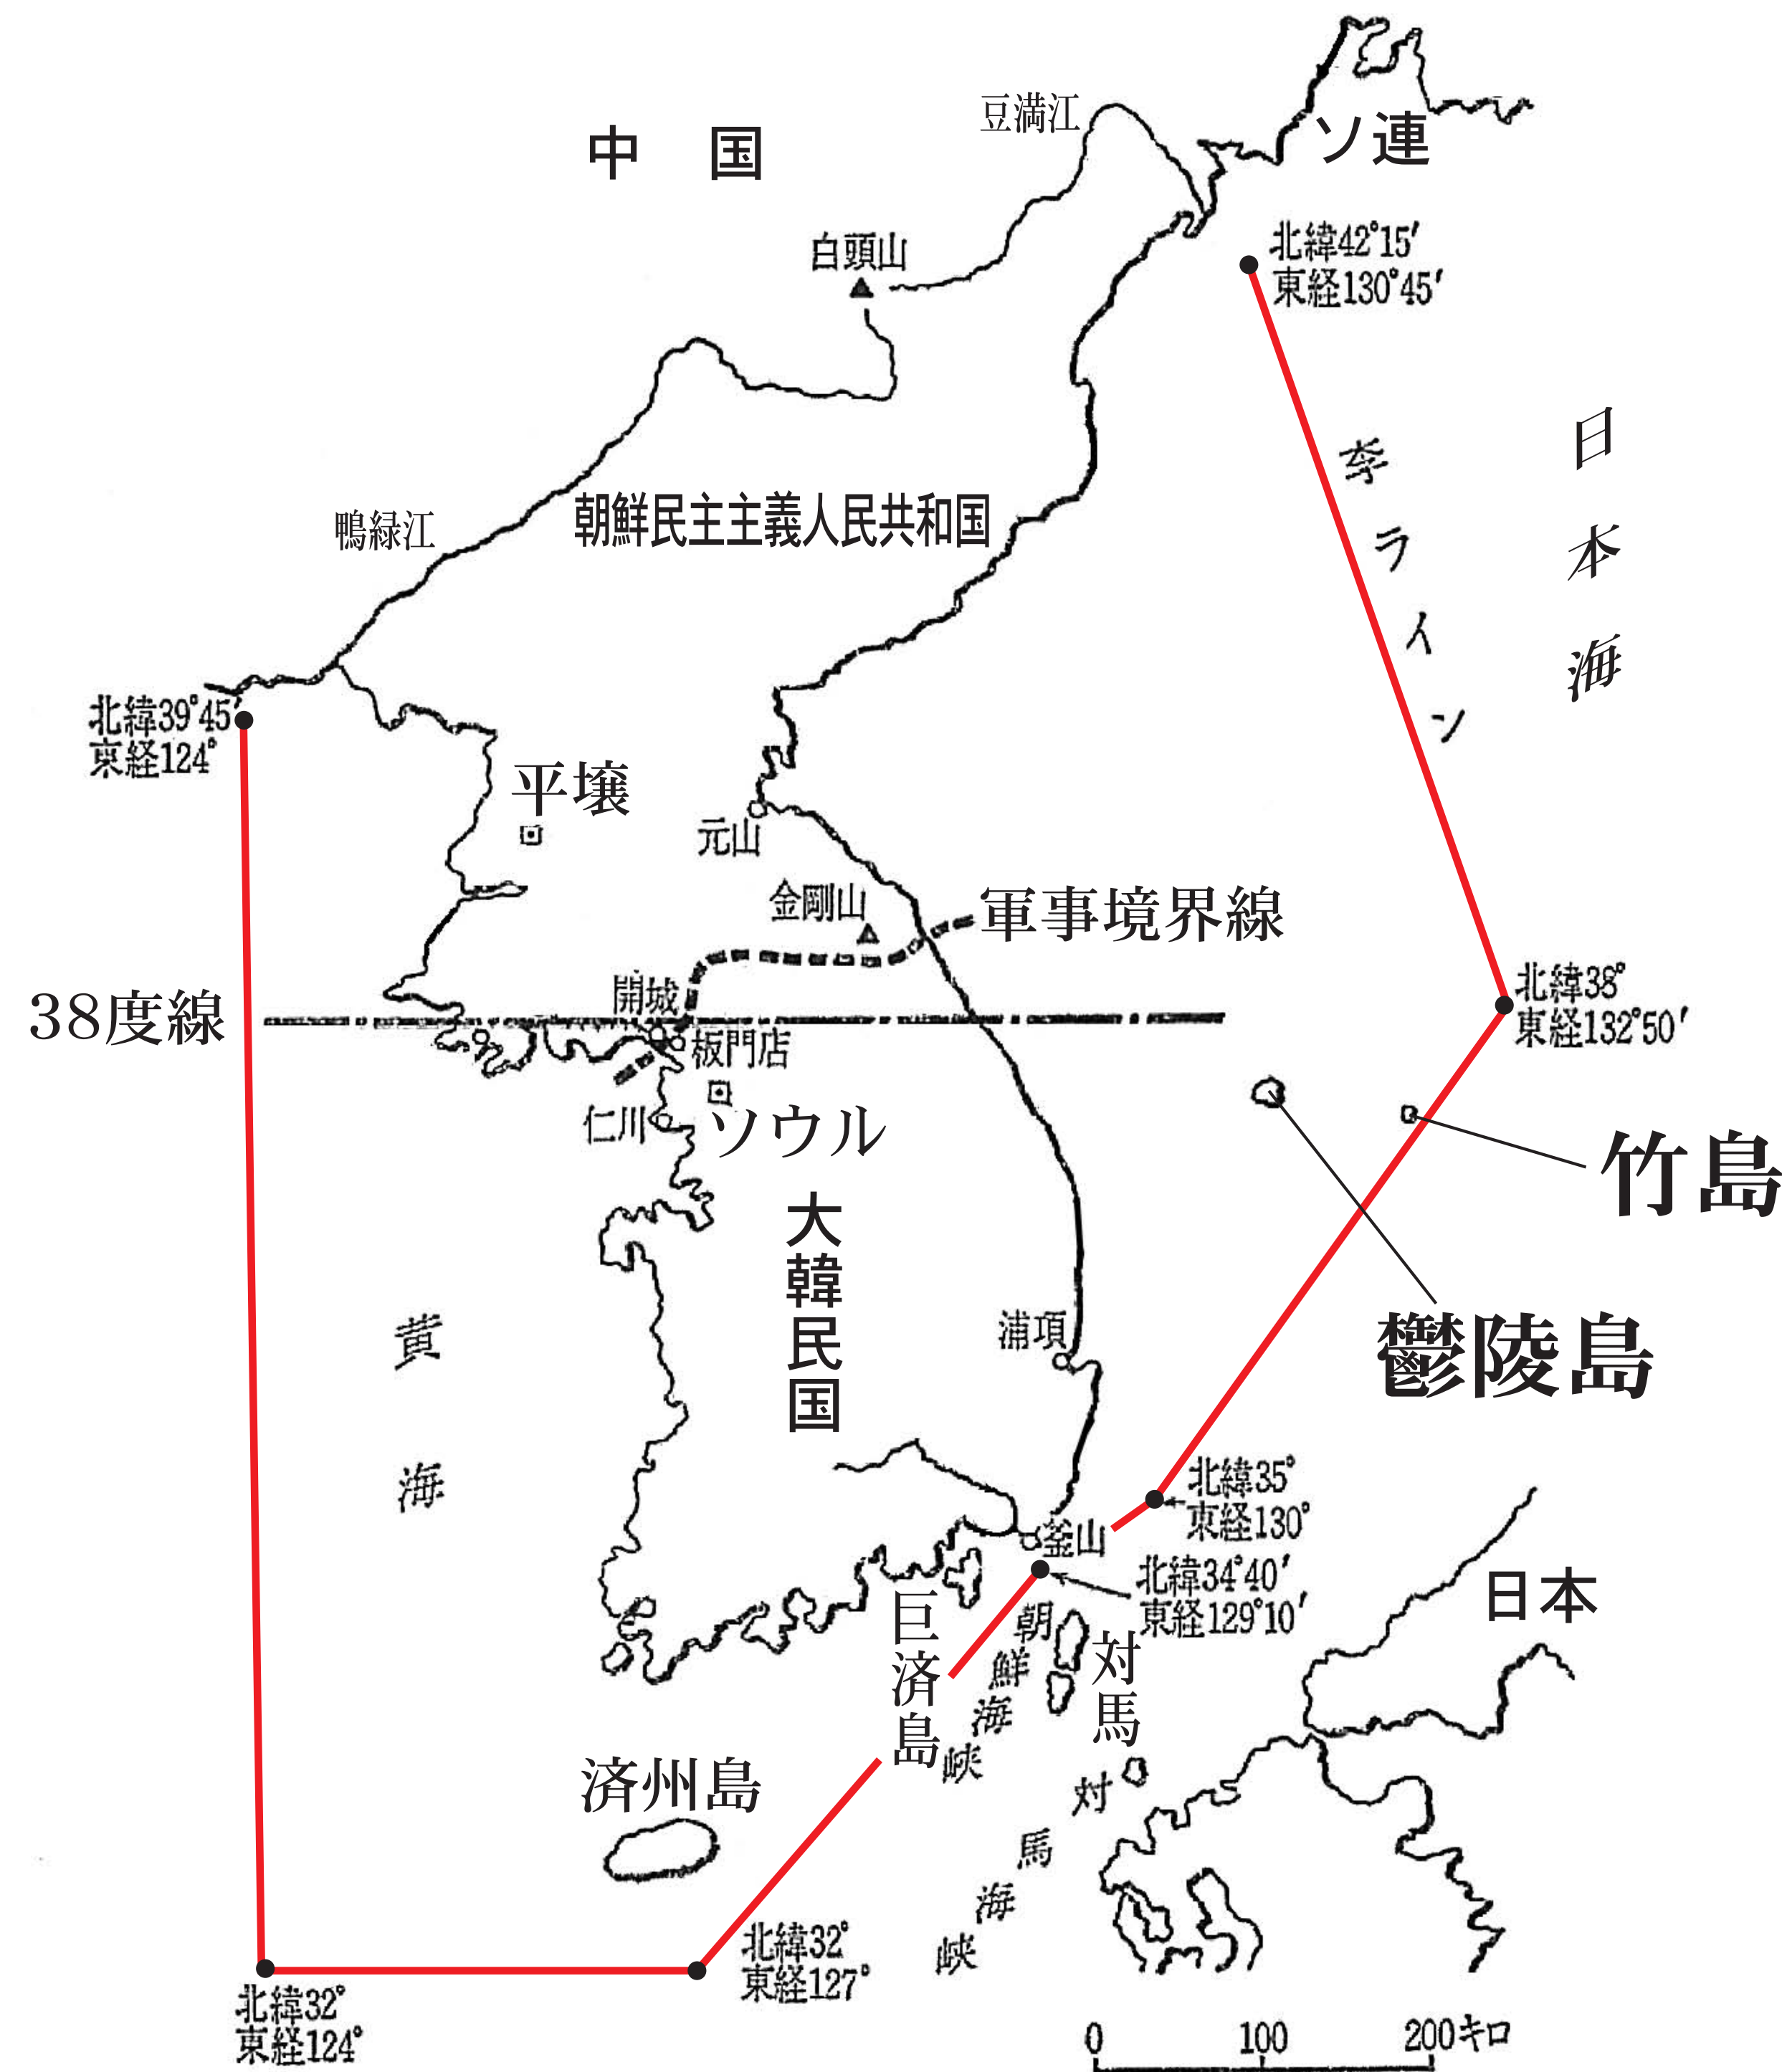 豆満江
ソ連
中国
白頭山
北緯42°15′
東経130°45′
日本海
李ライン
朝鮮民主主義人民共和国
鴨緑江
北緯39°45′
東経124°
平壌
元山
金剛山
軍事境界線
38度線
開城
板門店
北緯38°
東経132°50′
仁川
ソウル
竹島
大韓民国
鬱陵島
浦項
黄海
北緯35°
東経130°
釜山
北緯34°40′
東経129°10′
日本
巨済島
朝鮮海峡
対馬
済州島
対馬海峡
北緯32°
東経127°
北緯32°
東経124°
0 100 200キロ